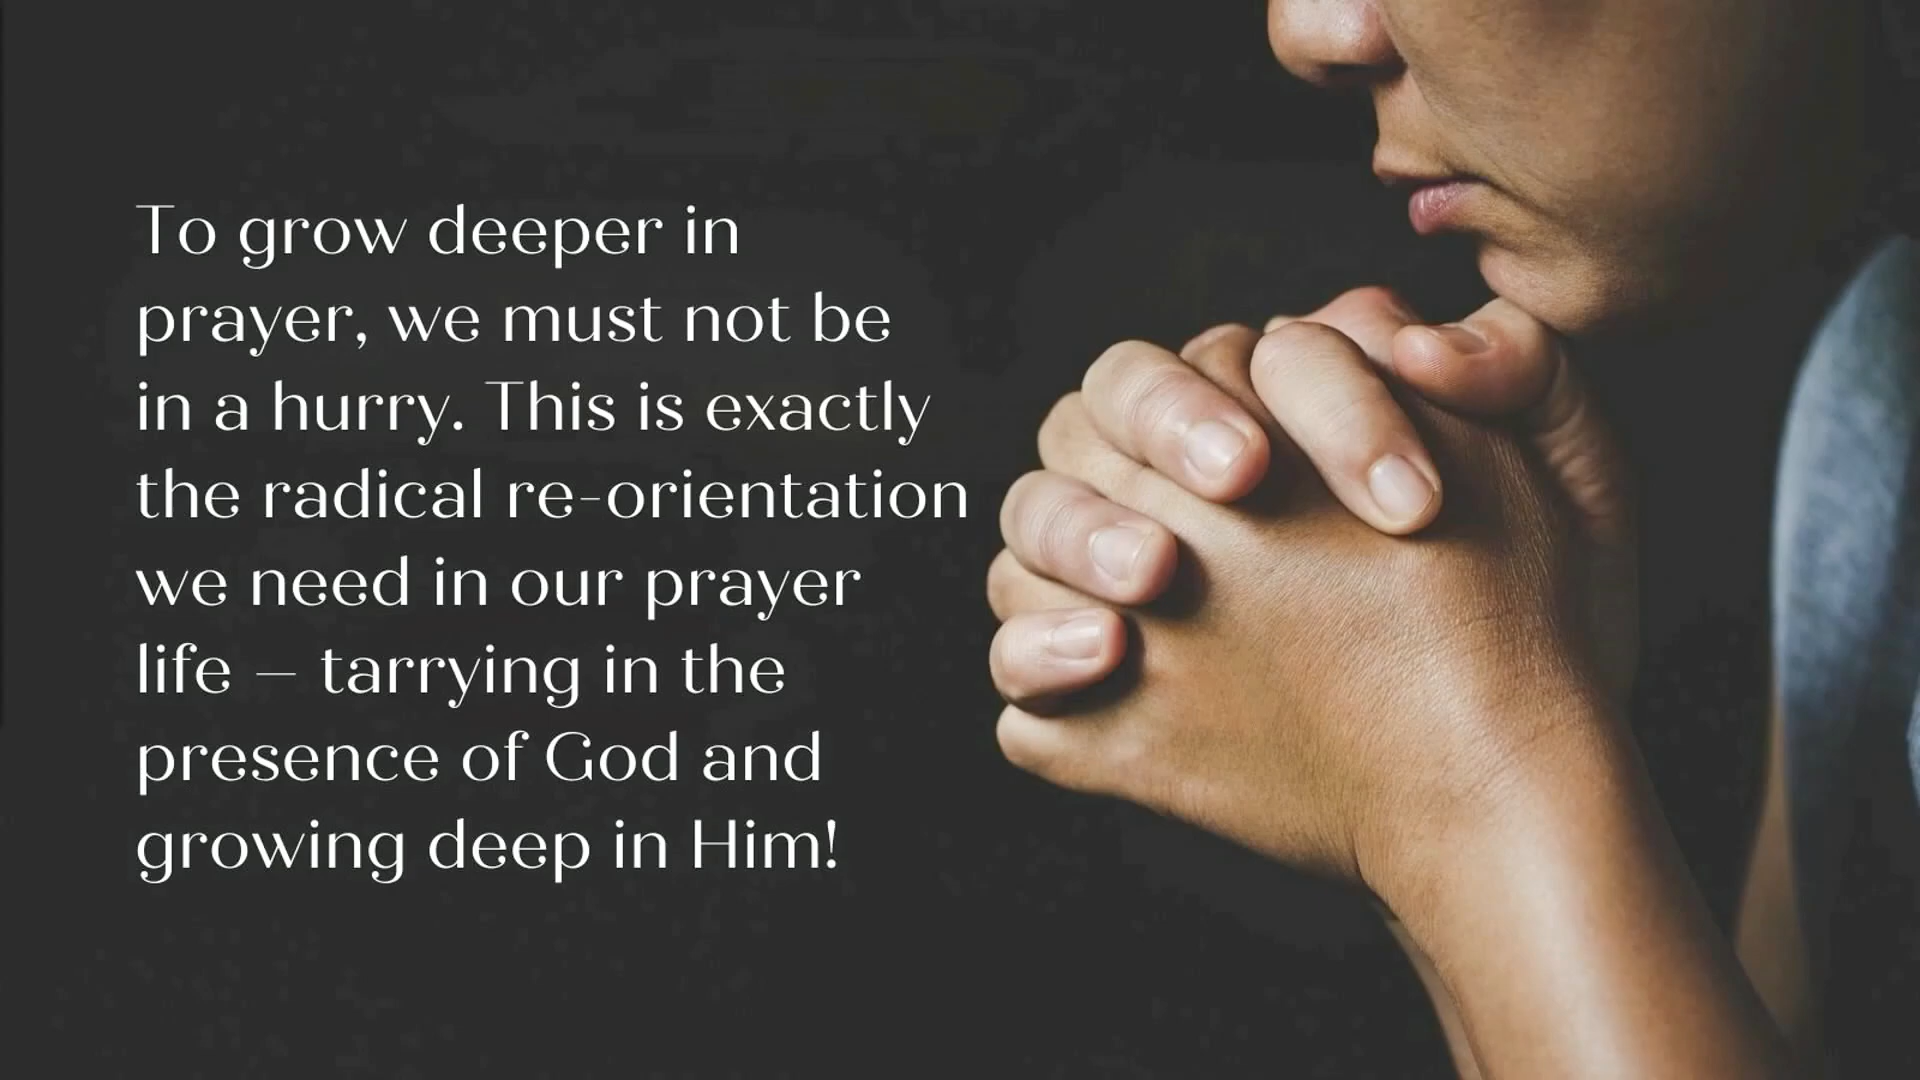 To grow deeper in
prayer, we must not be
in a hurry. This is exactly
the radical re-orientation
we need in our prayer
life – tarrying in the
presence of God and
growing deep in Him!